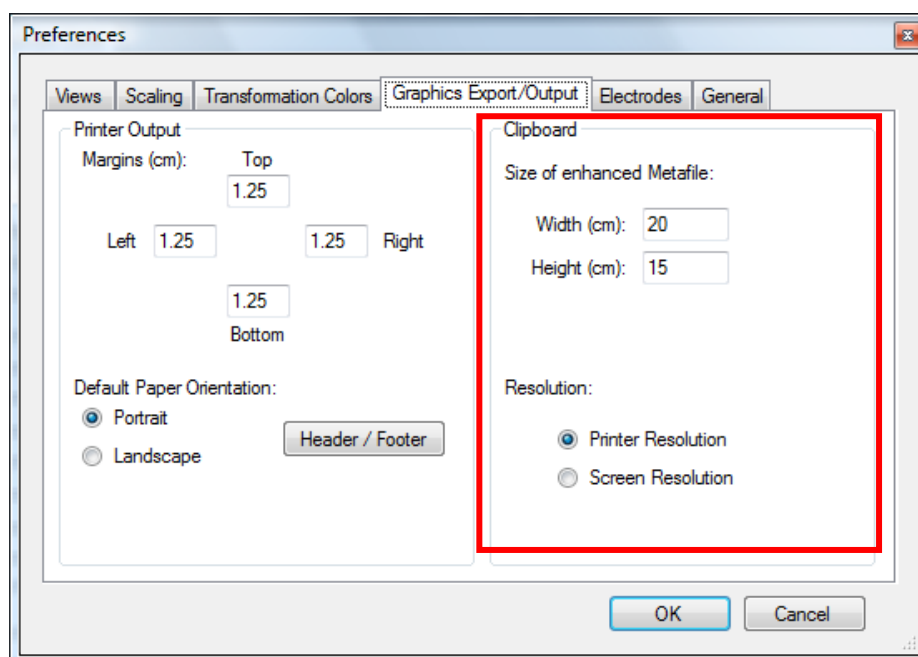 Preferences
Views Scaling Transformation Colors Graphics Export/Output Electrodes General
Printer Output
Margins (cm): Top
1.25
Left 1.25 1.25 Right
1.25
Bottom
Default Paper Orientation:
Portrait
Landscape
Header / Footer
Clipboard
Size of enhanced Metafile:
Width (cm): 20
Height (cm): 15
Resolution:
Printer Resolution
Screen Resolution
OK Cancel